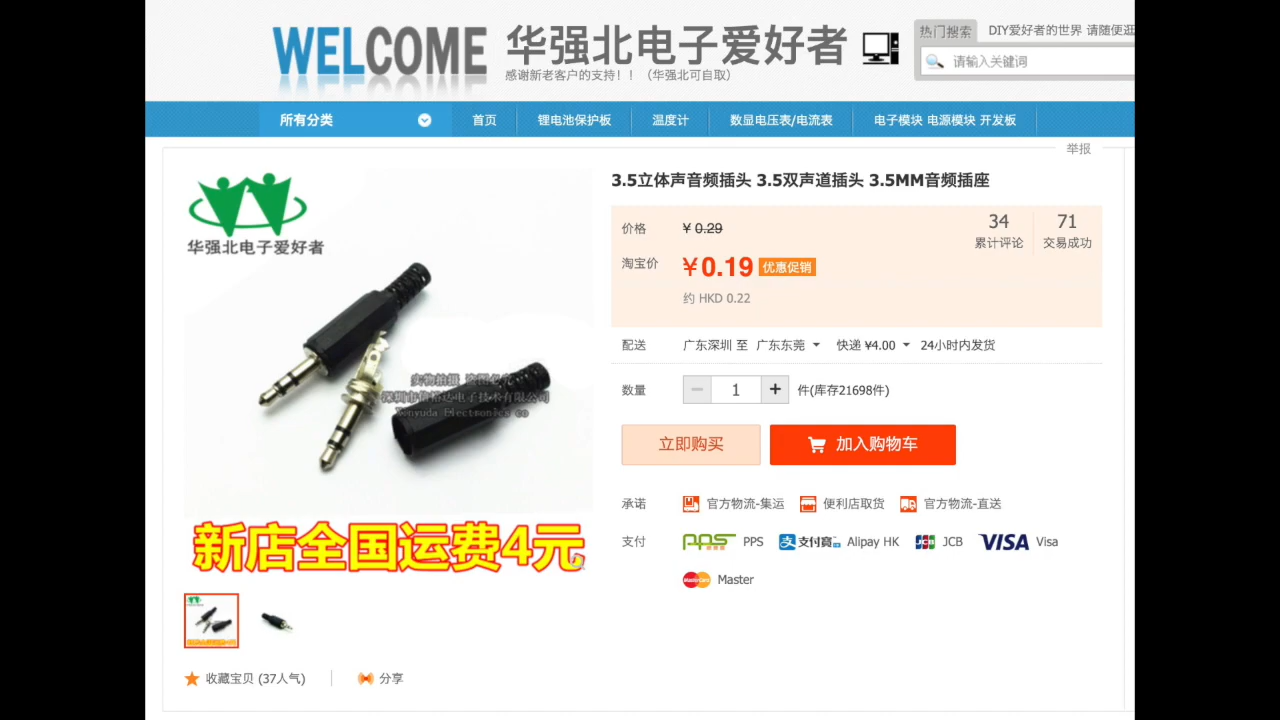 WELCOME 华强北电子爱好者
感谢新老客户的支持！！（华强北可自取）
热门搜索 DIY爱好者的世界 请随便逛
请输入关键词
所有分类 首页 锂电池保护板 温度计 数显电压表/电流表 电子模块 电源模块 开发板
举报
华强北电子爱好者
新店全国运费4元
收藏宝贝 (37人气) 分享
3.5立体声音频插头 3.5双声道插头 3.5MM音频插座
价格 ¥ 0.29
34 71
累计评论 交易成功
淘宝价 ¥0.19 优惠促销
约 HKD 0.22
配送 广东深圳 至 广东东莞 快递 ¥4.00 24小时内发货
数量 1 + 件(库存21698件)
立即购买 加入购物车
承诺 官方物流-集运 便利店取货 官方物流-直送
支付 PPS PPS 支付寶 Alipay HK JCB JCB VISA Visa
MasterCard Master